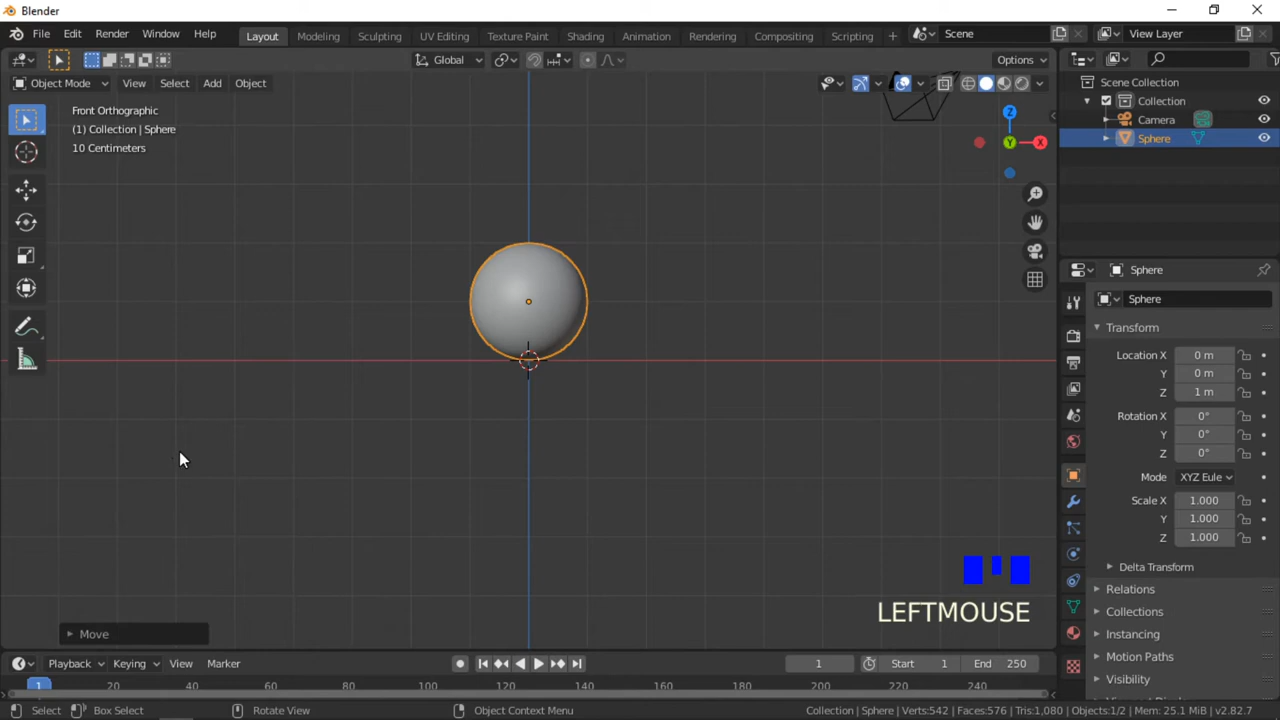 Blender
File Edit Render Window Help
Layout Modeling Sculpting UV Editing Texture Paint Shading Animation Rendering Compositing Scripting +
Scene
View Layer
Global
Options
Object Mode View Select Add Object
Front Orthographic
(1) Collection | Sphere
10 Centimeters
Z
Y
X
Scene Collection
Collection
Camera
Sphere
Sphere
Sphere
Transform
Location X 0 m
Y 0 m
Z 1 m
Rotation X 0°
Y 0°
Z 0°
Mode XYZ Eule
Scale X 1.000
Y 1.000
Z 1.000
Delta Transform
Relations
Collections
Instancing
Motion Paths
Visibility
LEFTMOUSE
Move
Playback Keying View Marker
1
Start 1
End 250
1 20 40 60 80 100 120 140 160 180 200 220 240
Select Box Select Rotate View Object Context Menu
Collection | Sphere | Verts:542 | Faces:576 | Tris:1,080 | Objects:1/2 | Mem: 25.1 MiB | v2.82.7